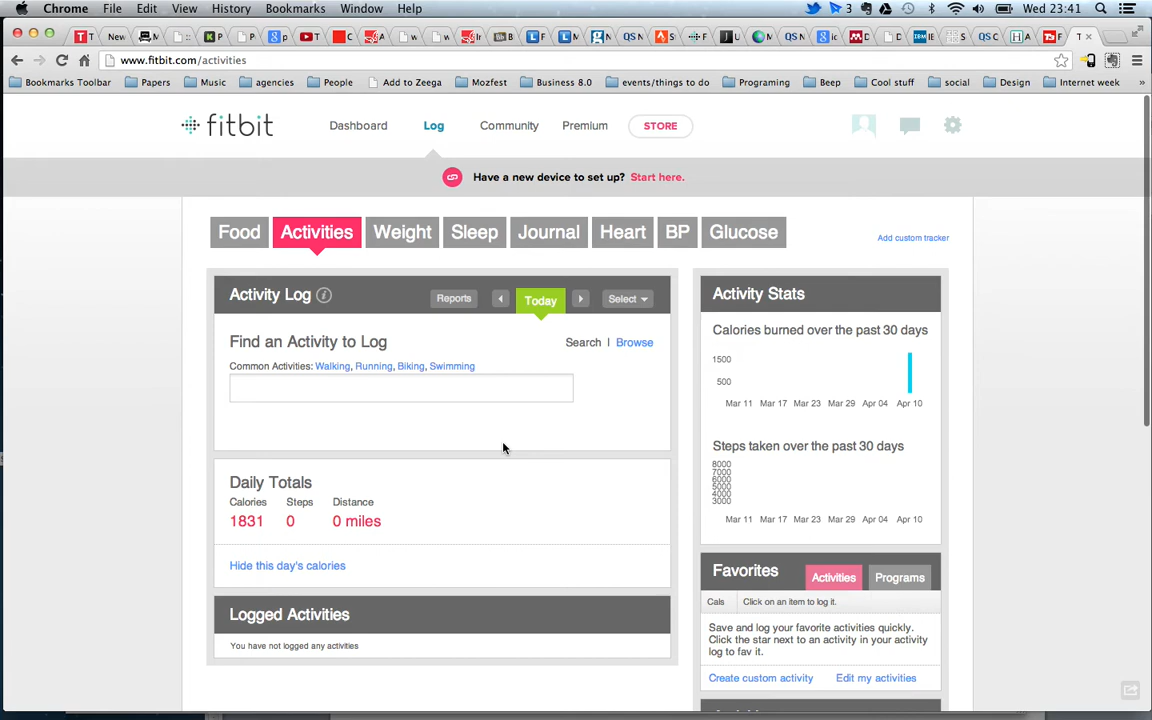 Chrome File Edit View History Bookmarks Window Help 3 Wed 23:41
www.fitbit.com/activities
Bookmarks Toolbar Papers Music agencies People Add to Zeega Mozfest Business 8.0 events/things to do Programing Beep Cool stuff social Design Internet week »
fitbit Dashboard Log Community Premium STORE
Have a new device to set up? Start here.
Food Activities Weight Sleep Journal Heart BP Glucose
Add custom tracker
Activity Log Reports Today Select
Find an Activity to Log Search | Browse
Common Activities: Walking, Running, Biking, Swimming
Daily Totals
Calories Steps Distance
1831 0 0 miles
Hide this day's calories
Logged Activities
You have not logged any activities
Activity Stats
Calories burned over the past 30 days
1500
500
Mar 11 Mar 17 Mar 23 Mar 29 Apr 04 Apr 10
Steps taken over the past 30 days
8000
7000
6000
5000
4000
3000
Mar 11 Mar 17 Mar 23 Mar 29 Apr 04 Apr 10
Favorites Activities Programs
Cals Click on an item to log it.
Save and log your favorite activities quickly.
Click the star next to an activity in your activity
log to fav it.
Create custom activity Edit my activities